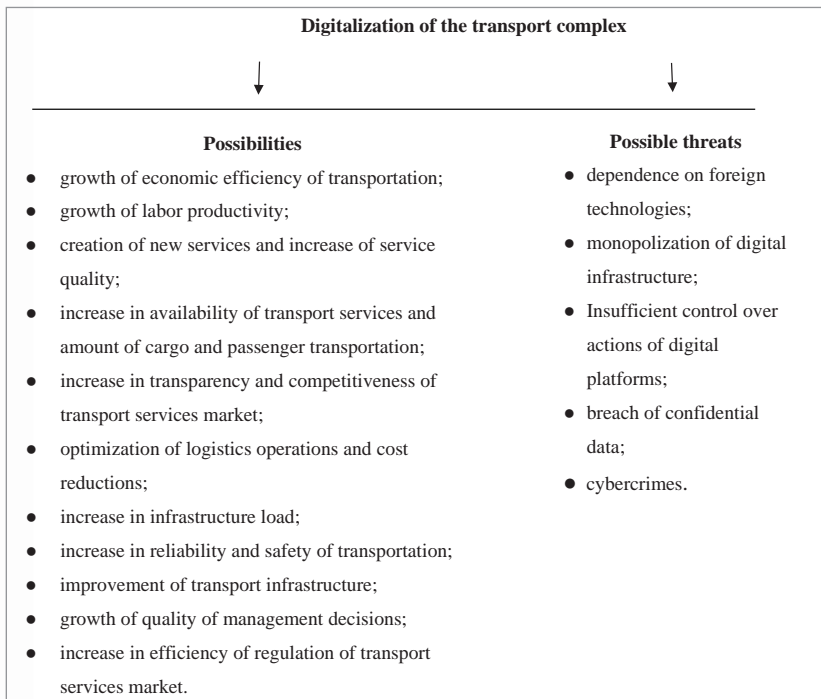 Digitalization of the transport complex
Possibilities
● growth of economic efficiency of transportation;
● growth of labor productivity;
● creation of new services and increase of service
quality;
● increase in availability of transport services and
amount of cargo and passenger transportation;
● increase in transparency and competitiveness of
transport services market;
● optimization of logistics operations and cost
reductions;
● increase in infrastructure load;
● increase in reliability and safety of transportation;
● improvement of transport infrastructure;
● growth of quality of management decisions;
● increase in efficiency of regulation of transport
services market.
Possible threats
● dependence on foreign
technologies;
● monopolization of digital
infrastructure;
● Insufficient control over
actions of digital
platforms;
● breach of confidential
data;
● cybercrimes.